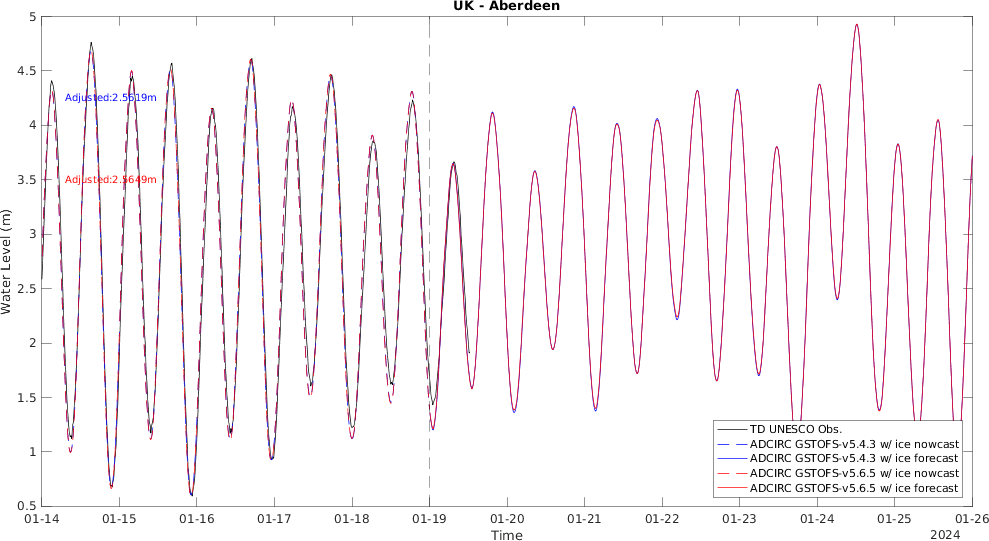 UK - Aberdeen
5
4.5
4
3.5
3
2.5
2
1.5
1
0.5
Water Level (m)
Adjusted:2.5619m
Adjusted:2.5649m
TD UNESCO Obs.
ADCIRC GSTOFS-v5.4.3 w/ ice nowcast
ADCIRC GSTOFS-v5.4.3 w/ ice forecast
ADCIRC GSTOFS-v5.6.5 w/ ice nowcast
ADCIRC GSTOFS-v5.6.5 w/ ice forecast
01-14 01-15 01-16 01-17 01-18 01-19 01-20 01-21 01-22 01-23 01-24 01-25 01-26
Time
2024